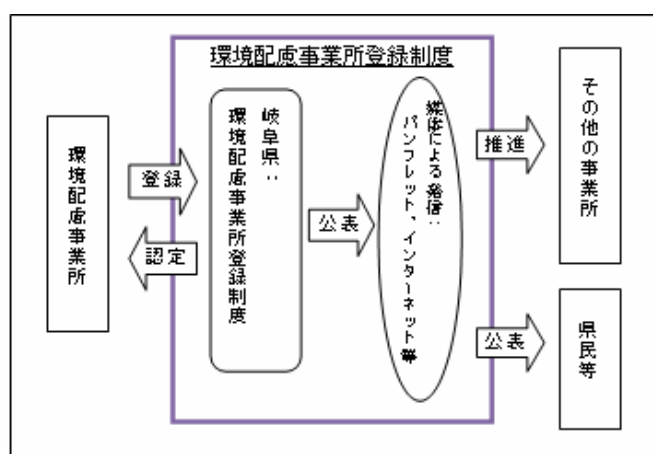 環境配慮事業所登録制度
環境配慮事業所
登録
認定
岐阜県:
環境配慮事業所登録制度
公表
媒体による発信:
パンフレット、インターネット等
推進
公表
その他の事業所
県民等